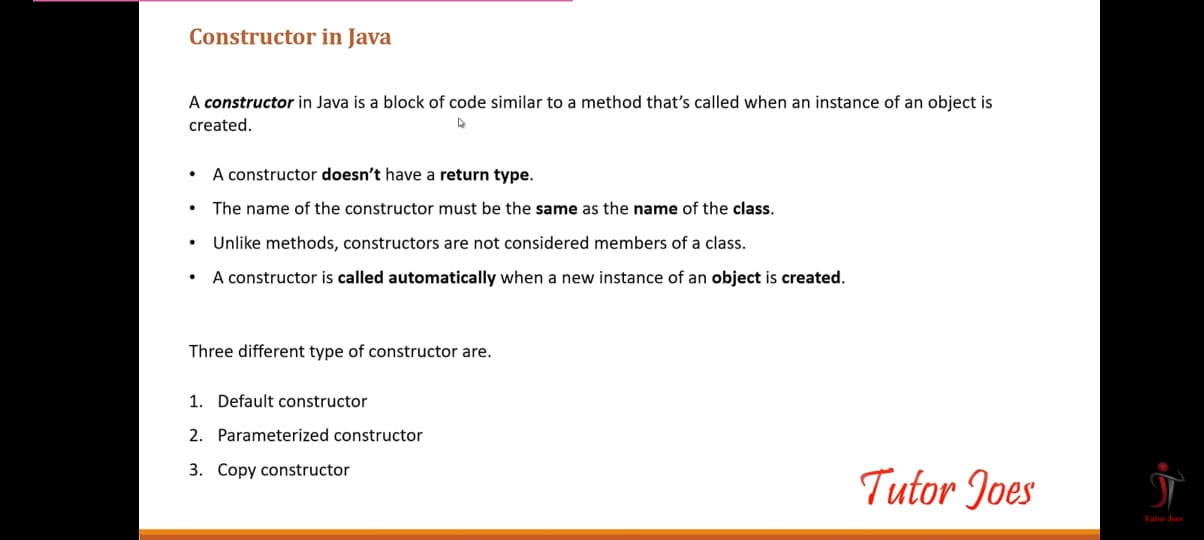 Constructor in Java
A constructor in Java is a block of code similar to a method that’s called when an instance of an object is
created.
• A constructor doesn’t have a return type.
• The name of the constructor must be the same as the name of the class.
• Unlike methods, constructors are not considered members of a class.
• A constructor is called automatically when a new instance of an object is created.
Three different type of constructor are.
1. Default constructor
2. Parameterized constructor
3. Copy constructor
Tutor Joes
Tutor Joes